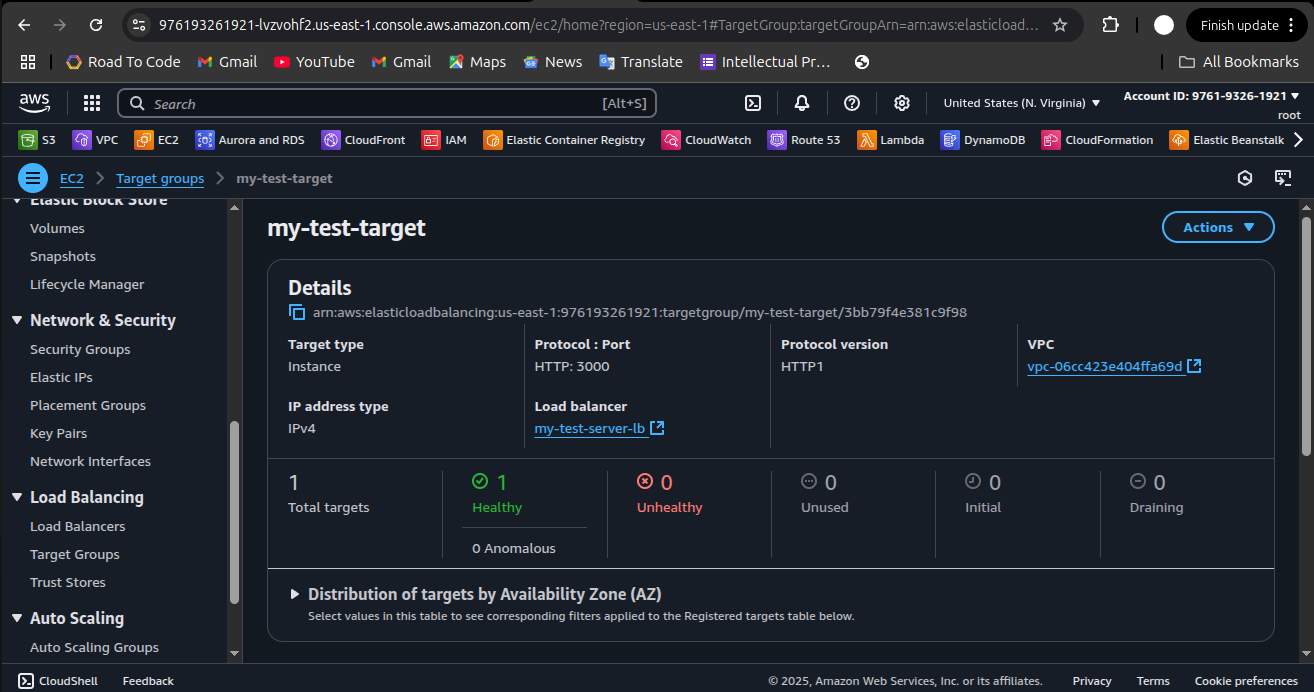 976193261921-lvzvohf2.us-east-1.console.aws.amazon.com/ec2/home?region=us-east-1#TargetGroup:targetGroupArn=arn:aws:elasticload...
Finish update
Road To Code
Gmail
YouTube
Gmail
Maps
News
Translate
Intellectual Pr...
All Bookmarks
aws
Search
[Alt+S]
United States (N. Virginia)
Account ID: 9761-9326-1921
root
S3
VPC
EC2
Aurora and RDS
CloudFront
IAM
Elastic Container Registry
CloudWatch
Route 53
Lambda
DynamoDB
CloudFormation
Elastic Beanstalk
EC2
Target groups
my-test-target
Elastic Block Store
Volumes
Snapshots
Lifecycle Manager
Network & Security
Security Groups
Elastic IPs
Placement Groups
Key Pairs
Network Interfaces
Load Balancing
Load Balancers
Target Groups
Trust Stores
Auto Scaling
Auto Scaling Groups
my-test-target
Actions
Details
arn:aws:elasticloadbalancing:us-east-1:976193261921:targetgroup/my-test-target/3bb79f4e381c9f98
Target type
Instance
Protocol : Port
HTTP: 3000
Protocol version
HTTP1
VPC
vpc-06cc423e404ffa69d
IP address type
IPv4
Load balancer
my-test-server-lb
1
Total targets
1
Healthy
0 Anomalous
0
Unhealthy
0
Unused
0
Initial
0
Draining
Distribution of targets by Availability Zone (AZ)
Select values in this table to see corresponding filters applied to the Registered targets table below.
CloudShell
Feedback
© 2025, Amazon Web Services, Inc. or its affiliates.
Privacy
Terms
Cookie preferences